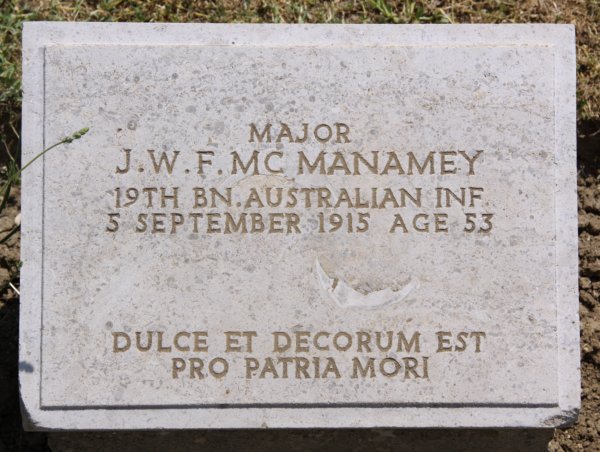 MAJOR
J.W.F. MC MANAMEY
19TH BN. AUSTRALIAN INF.
5 SEPTEMBER 1915 AGE 53
DULCE ET DECORUM EST
PRO PATRIA MORI